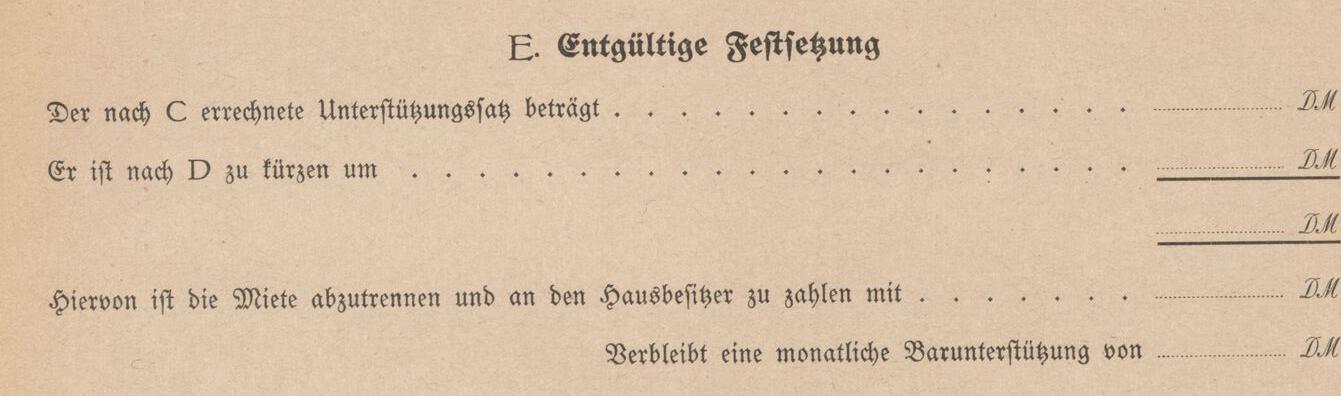 E. Entgültige Festsetzung
Der nach C errechnete Unterstützungssatz beträgt . . . . . . . . . . . . . . . . DM
Er ist nach D zu kürzen um . . . . . . . . . . . . . . . . . . . . . . DM
DM
Hiervon ist die Miete abzutrennen und an den Hausbesitzer zu zahlen mit . . . . . . . DM
Verbleibt eine monatliche Barunterstützung von DM